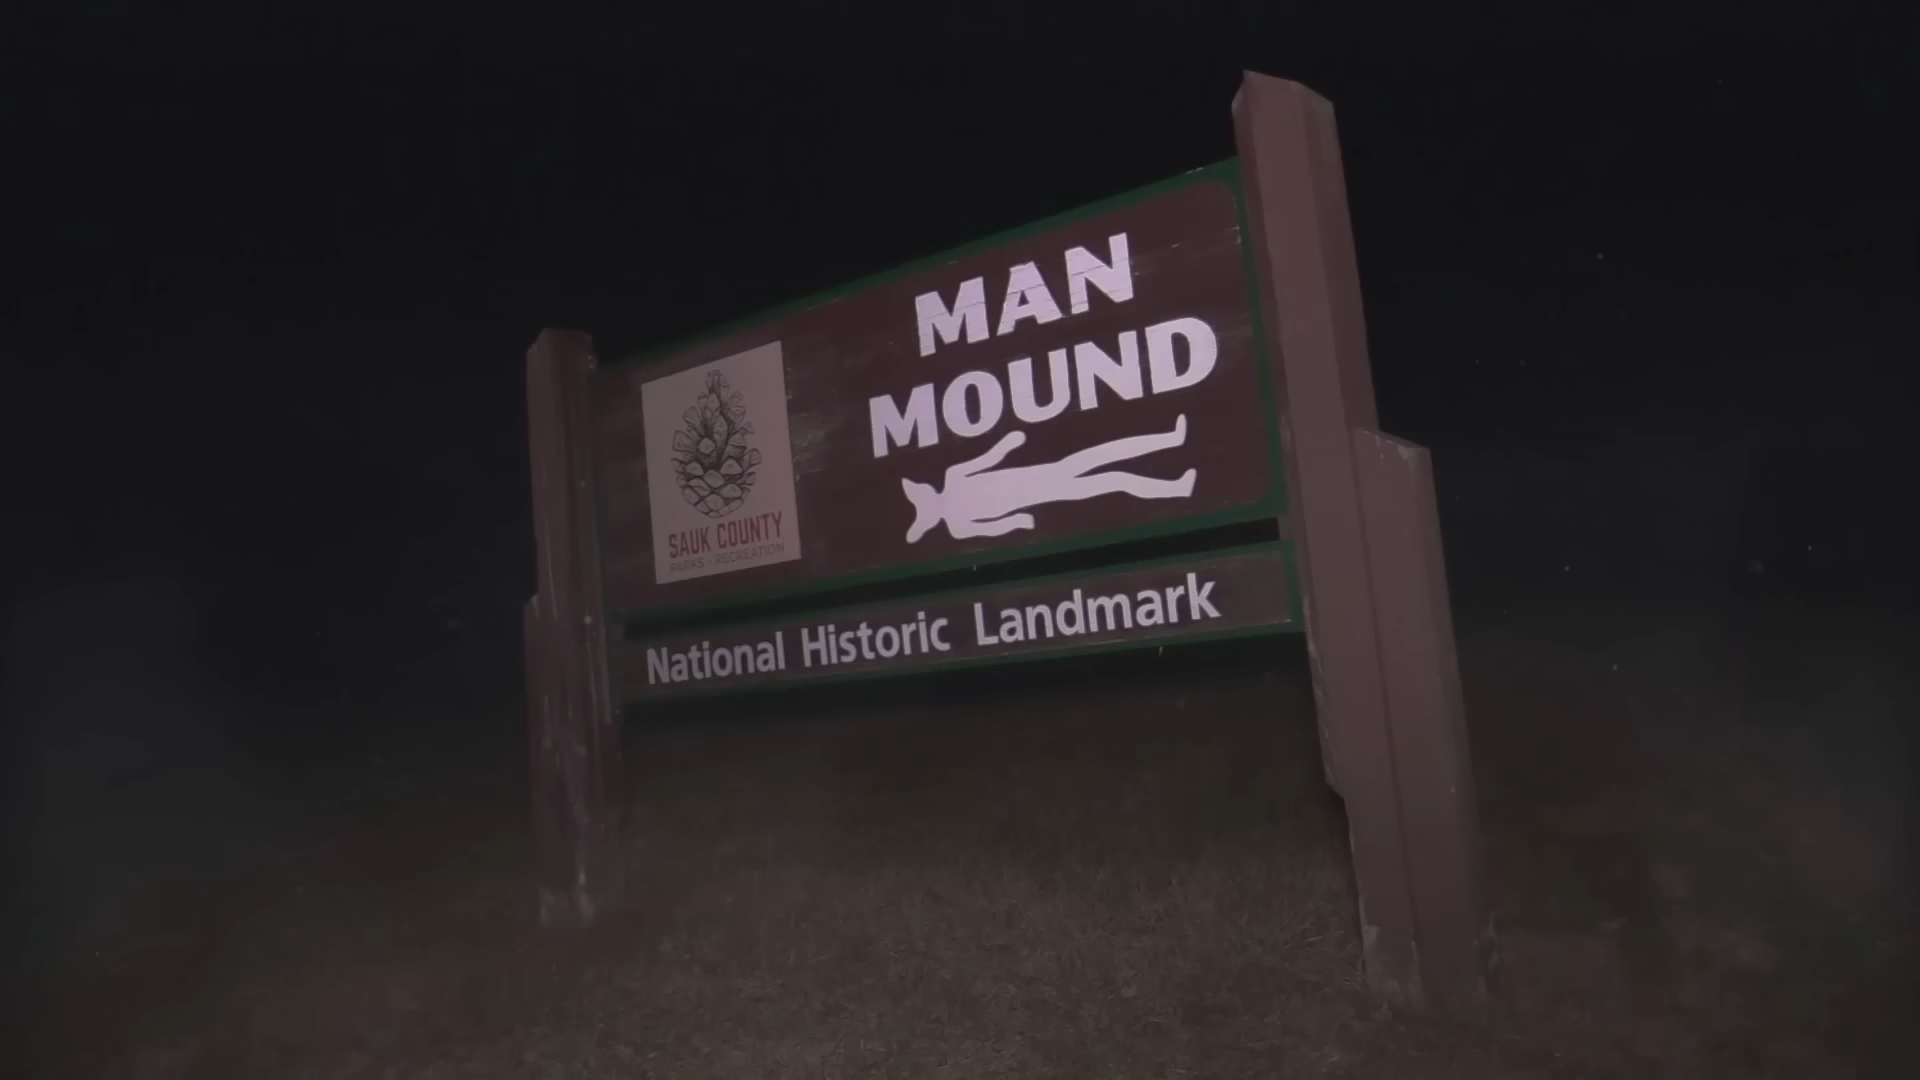 MAN
MOUND
SAUK COUNTY
PARKS - RECREATION
National Historic Landmark